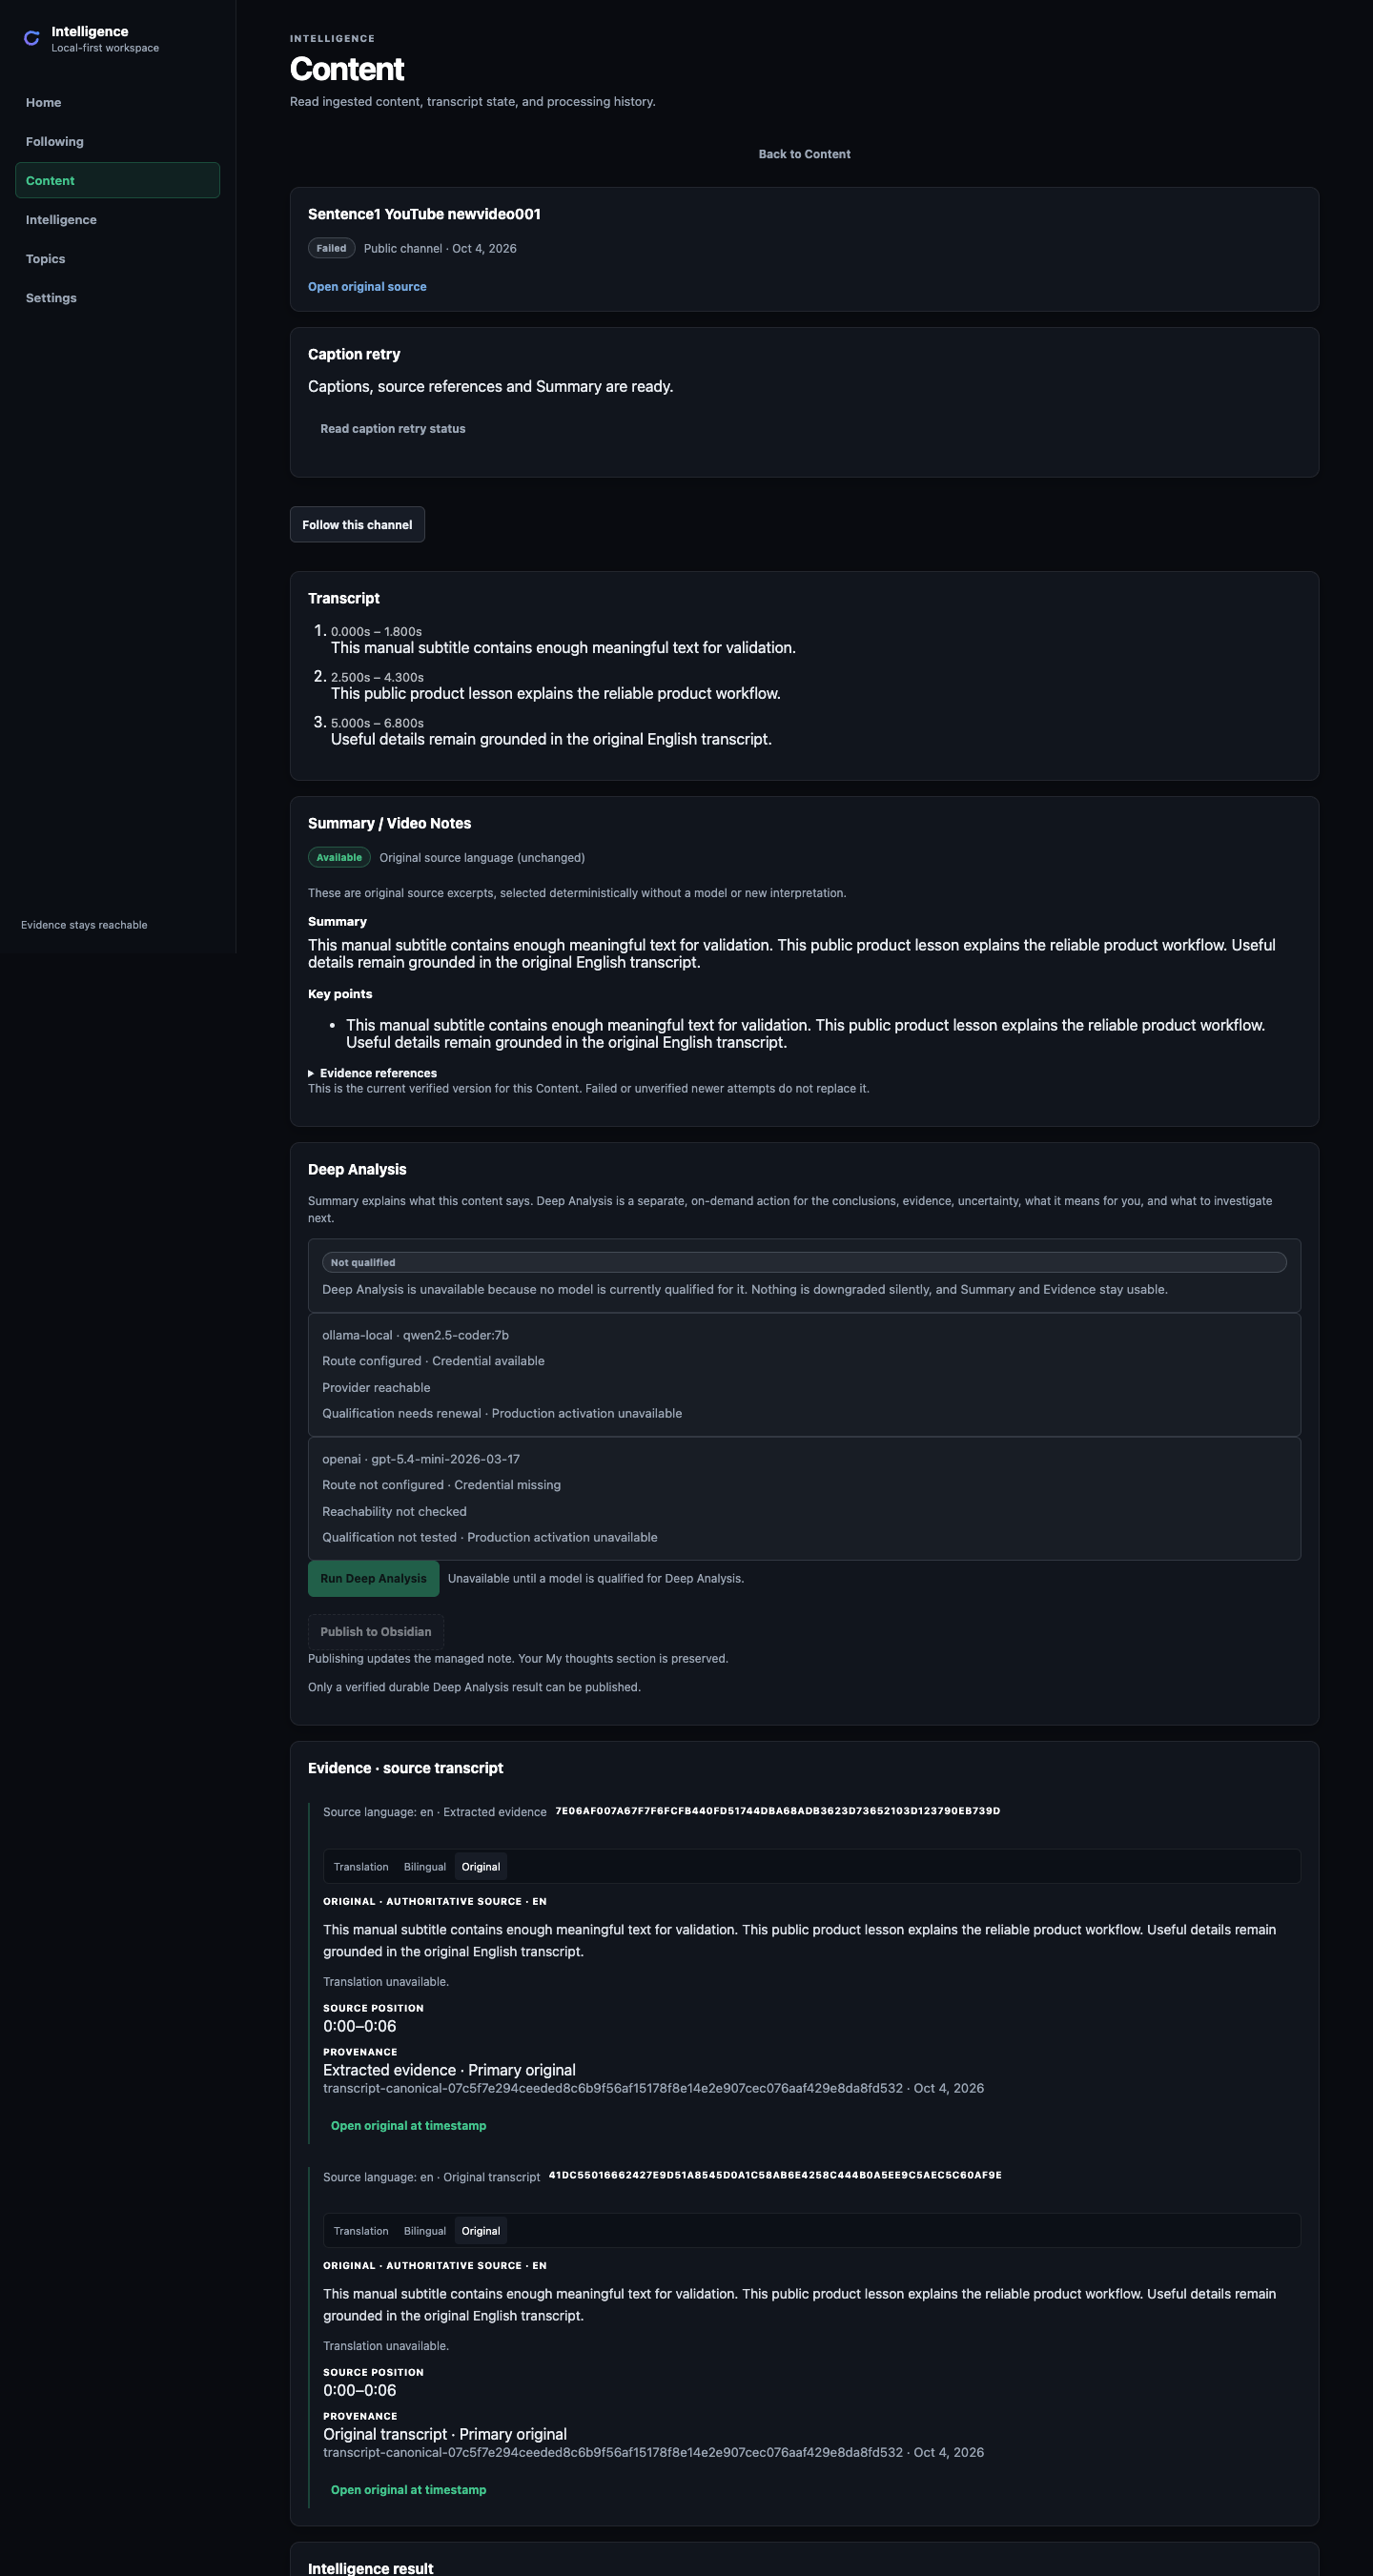 Intelligence
Local-first workspace
Home
Following
Content
Intelligence
Topics
Settings
Evidence stays reachable
INTELLIGENCE
Content
Read ingested content, transcript state, and processing history.
Back to Content
Sentence1 YouTube newvideo001
Failed Public channel · Oct 4, 2026
Open original source
Caption retry
Captions, source references and Summary are ready.
Read caption retry status
Follow this channel
Transcript
1. 0.000s – 1.800s
This manual subtitle contains enough meaningful text for validation.
2. 2.500s – 4.300s
This public product lesson explains the reliable product workflow.
3. 5.000s – 6.800s
Useful details remain grounded in the original English transcript.
Summary / Video Notes
Available Original source language (unchanged)
These are original source excerpts, selected deterministically without a model or new interpretation.
Summary
This manual subtitle contains enough meaningful text for validation. This public product lesson explains the reliable product workflow. Useful
details remain grounded in the original English transcript.
Key points
• This manual subtitle contains enough meaningful text for validation. This public product lesson explains the reliable product workflow.
Useful details remain grounded in the original English transcript.
▶ Evidence references
This is the current verified version for this Content. Failed or unverified newer attempts do not replace it.
Deep Analysis
Summary explains what this content says. Deep Analysis is a separate, on-demand action for the conclusions, evidence, uncertainty, what it means for you, and what to investigate
next.
Not qualified
Deep Analysis is unavailable because no model is currently qualified for it. Nothing is downgraded silently, and Summary and Evidence stay usable.
ollama-local · qwen2.5-coder:7b
Route configured · Credential available
Provider reachable
Qualification needs renewal · Production activation unavailable
openai · gpt-5.4-mini-2026-03-17
Route not configured · Credential missing
Reachability not checked
Qualification not tested · Production activation unavailable
Run Deep Analysis Unavailable until a model is qualified for Deep Analysis.
Publish to Obsidian
Publishing updates the managed note. Your My thoughts section is preserved.
Only a verified durable Deep Analysis result can be published.
Evidence · source transcript
Source language: en · Extracted evidence 7E06AF007A67F7F6FCFB440FD51744DBA68ADB3623D73652103D123790EB739D
Translation Bilingual Original
ORIGINAL · AUTHORITATIVE SOURCE · EN
This manual subtitle contains enough meaningful text for validation. This public product lesson explains the reliable product workflow. Useful details remain
grounded in the original English transcript.
Translation unavailable.
SOURCE POSITION
0:00–0:06
PROVENANCE
Extracted evidence · Primary original
transcript-canonical-07c5f7e294ceeded8c6b9f56af15178f8e14e2e907cec076aaf429e8da8fd532 · Oct 4, 2026
Open original at timestamp
Source language: en · Original transcript 41DC55016662427E9D51A8545D0A1C58AB6E4258C444B0A5EE9C5AEC5C60AF9E
Translation Bilingual Original
ORIGINAL · AUTHORITATIVE SOURCE · EN
This manual subtitle contains enough meaningful text for validation. This public product lesson explains the reliable product workflow. Useful details remain
grounded in the original English transcript.
Translation unavailable.
SOURCE POSITION
0:00–0:06
PROVENANCE
Original transcript · Primary original
transcript-canonical-07c5f7e294ceeded8c6b9f56af15178f8e14e2e907cec076aaf429e8da8fd532 · Oct 4, 2026
Open original at timestamp
Intelligence result